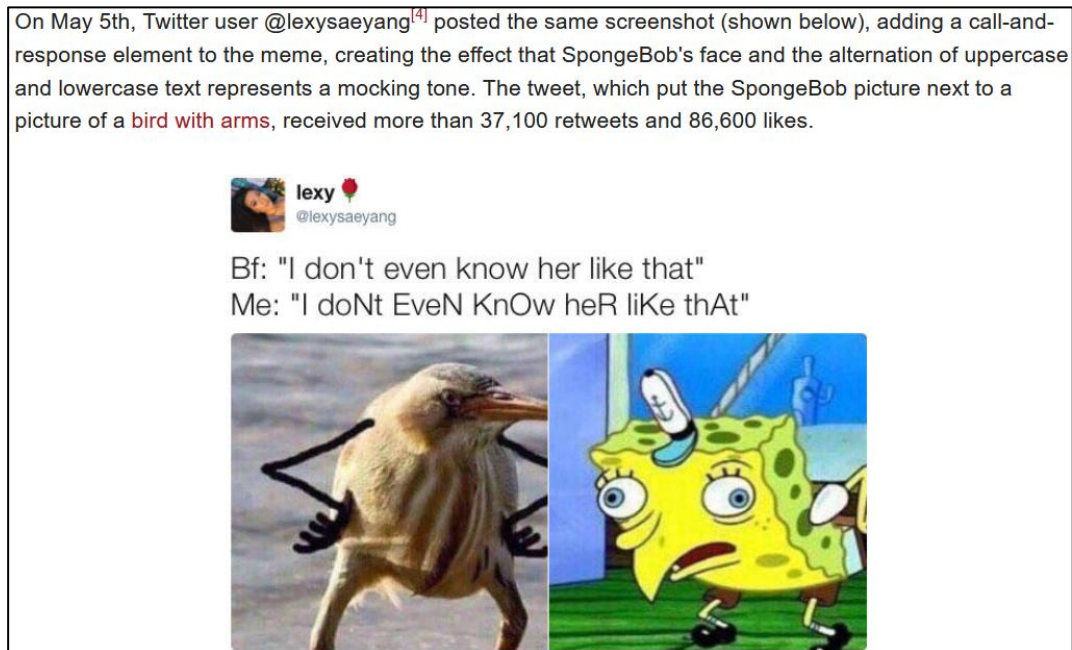 On May 5th, Twitter user @lexysaeyang[4] posted the same screenshot (shown below), adding a call-and-
response element to the meme, creating the effect that SpongeBob's face and the alternation of uppercase
and lowercase text represents a mocking tone. The tweet, which put the SpongeBob picture next to a
picture of a bird with arms, received more than 37,100 retweets and 86,600 likes.
lexy🌹
@lexysaeyang
Bf: "I don't even know her like that"
Me: "I doNt EveN KnOw heR liKe thAt"